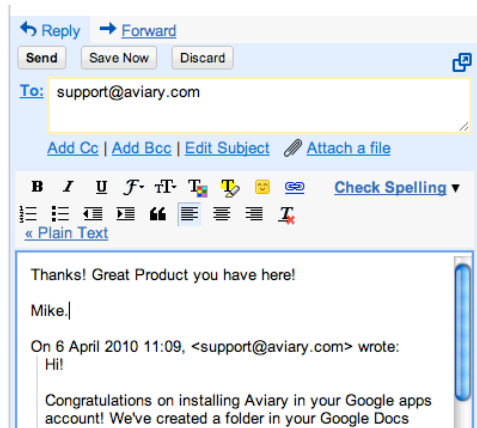 Reply Forward
Send Save Now Discard
To: support@aviary.com
Add Cc | Add Bcc | Edit Subject Attach a file
B I U F TT T T Check Spelling ▼
T
« Plain Text
Thanks! Great Product you have here!
Mike.
On 6 April 2010 11:09, <support@aviary.com> wrote:
Hi!
Congratulations on installing Aviary in your Google apps
account! We've created a folder in your Google Docs